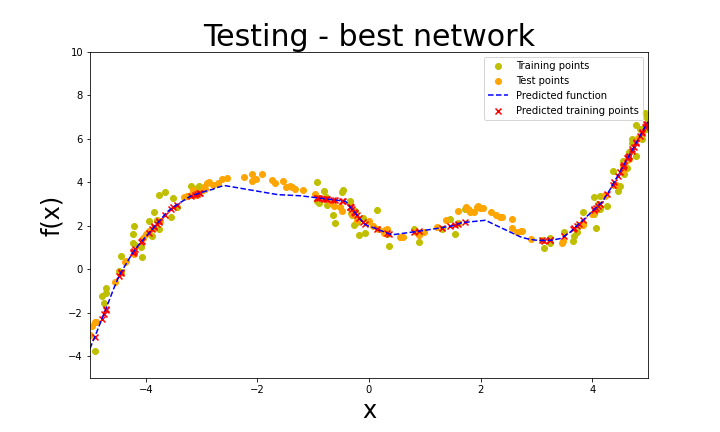 Testing - best network
Training points
Test points
Predicted function
Predicted training points
10
8
6
4
2
0
−2
−4
f(x)
−4
−2
0
2
4
x